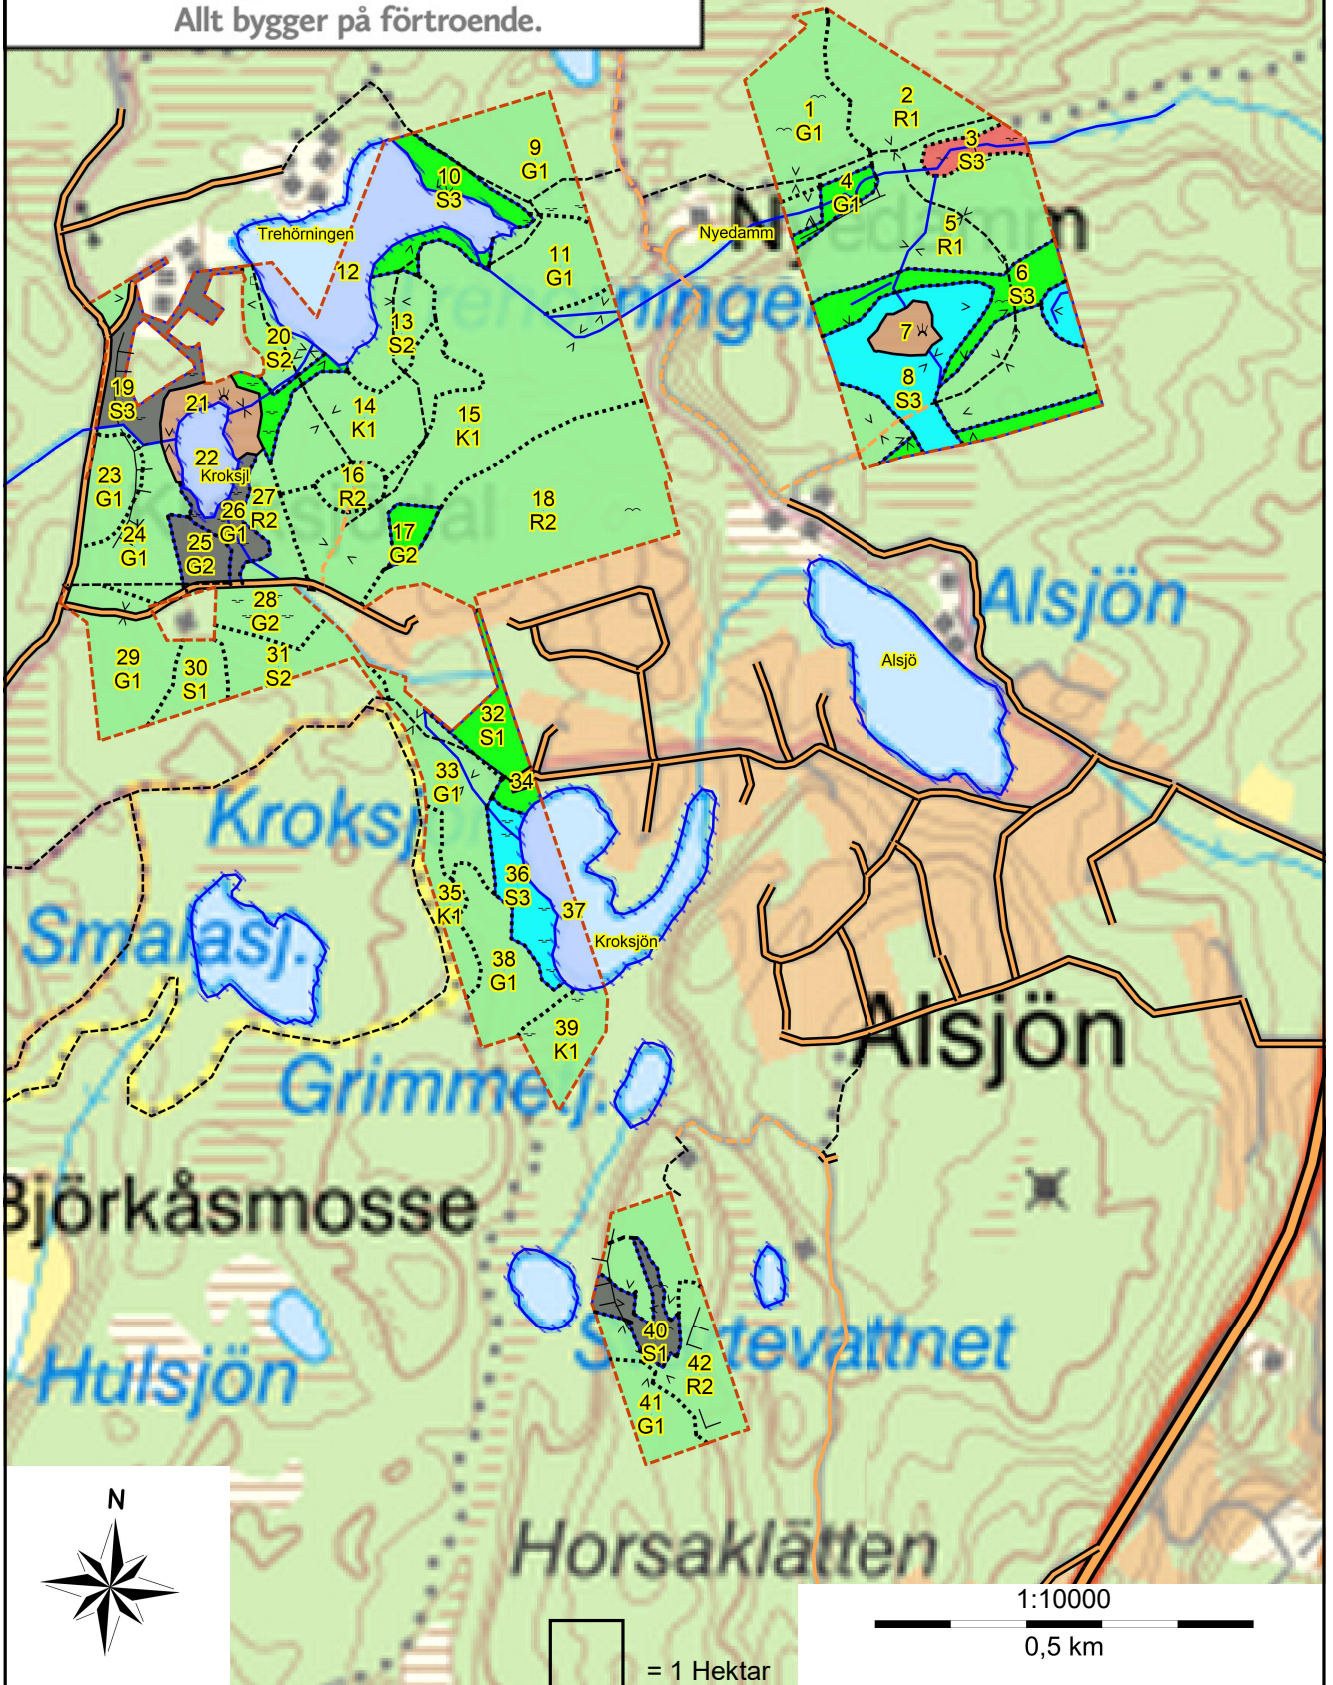 Allt bygger på förtroende.
1
G1
2
R1
3
S3
4
G1
5
R1
6
S3
7
8
S3
Nyedamm
9
G1
10
S3
11
G1
Trehörningen
12
13
S2
14
K1
15
K1
16
R2
17
G2
18
R2
19
S3
20
S2
21
22
Kroksjl
23
G1
24
G1
25
G2
26
G1
27
R2
28
G2
29
G1
30
S1
31
S2
32
S1
33
G1
34
35
K1
36
S3
37
Kroksjön
38
G1
39
K1
Alsjön
Alsjö
Smalasj.
Alsjön
Grimmelj.
Björkåsmosse
Hulsjön
40
S1
41
G1
42
R2
Horsaklätten
N
1:10000
0,5 km
= 1 Hektar